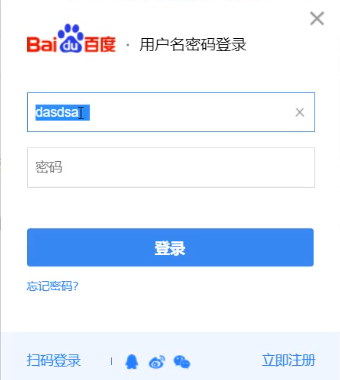 Bai du 百度 · 用户名密码登录
dasdsa
密码
登录
忘记密码?
扫码登录 立即注册